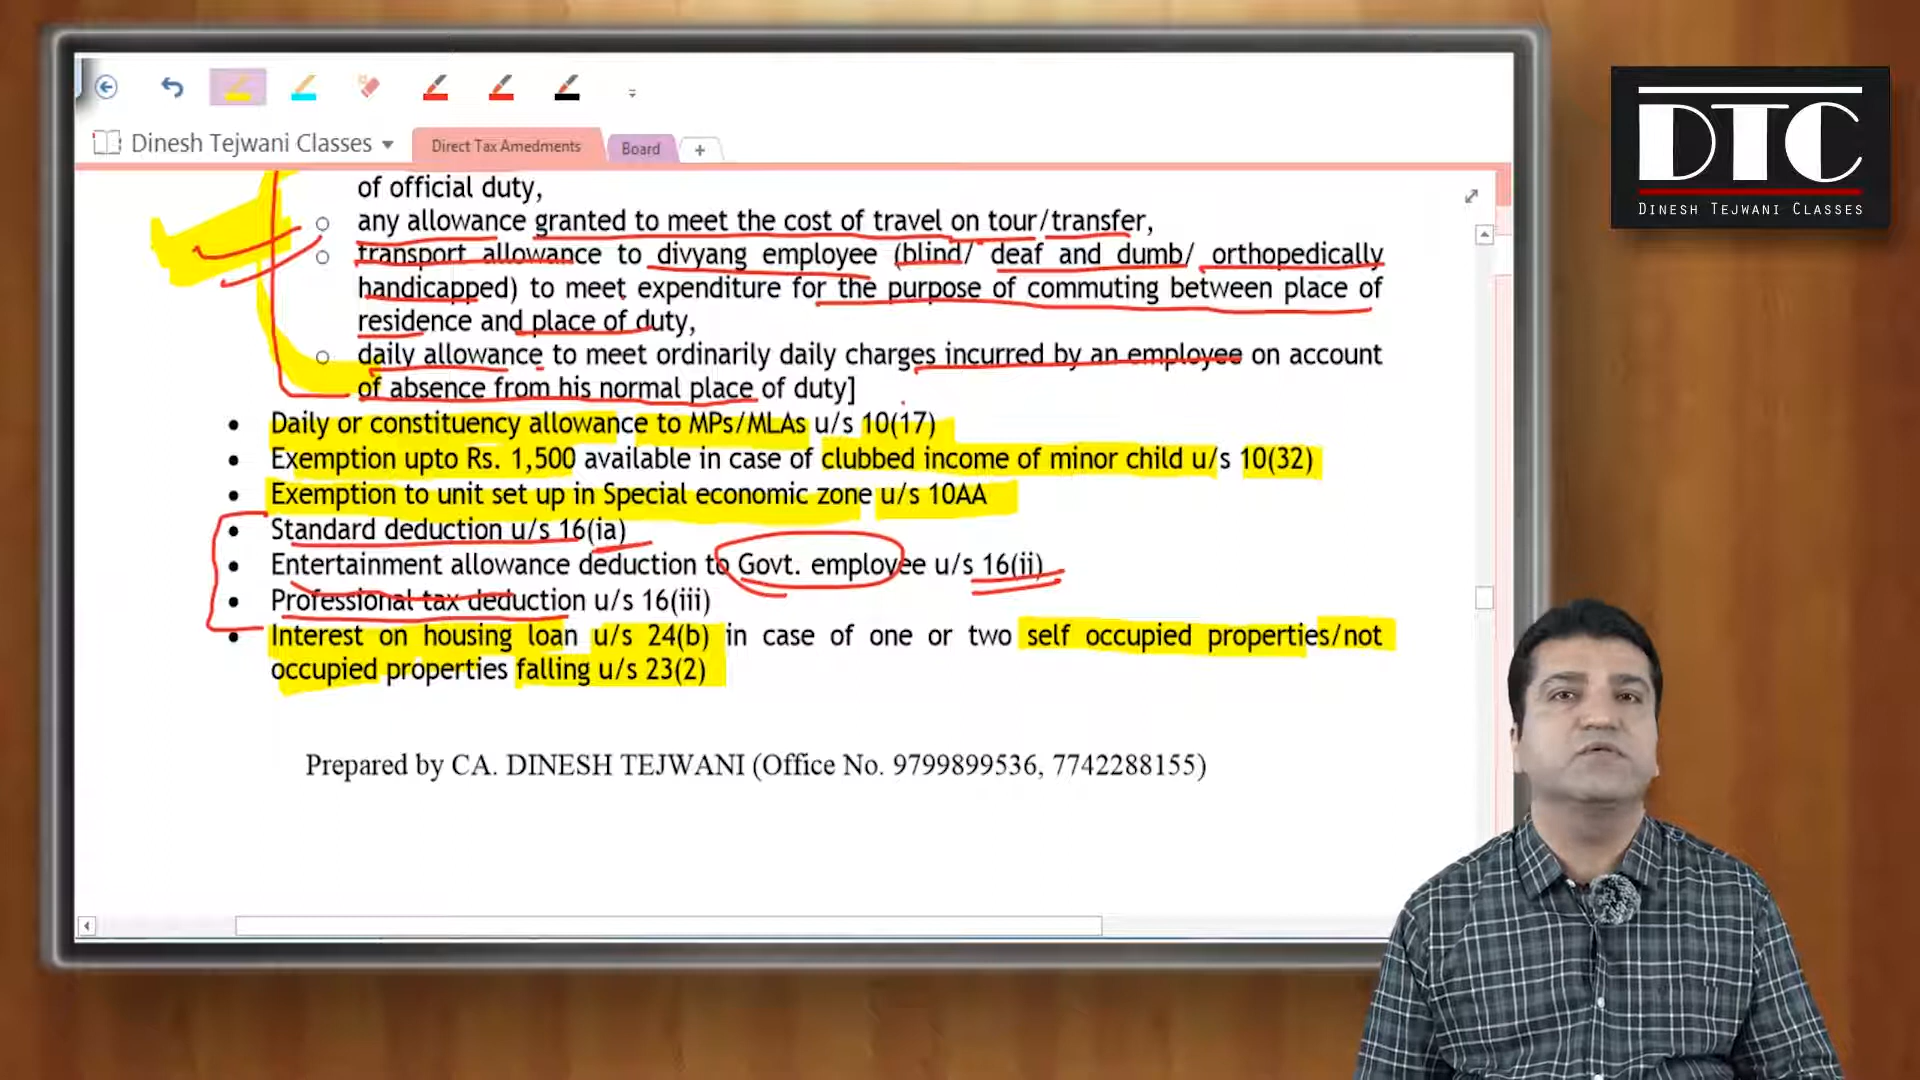 DTC
DINESH TEJWANI CLASSES
Dinesh Tejwani Classes
Direct Tax Amedments
Board
+
of official duty,
○ any allowance granted to meet the cost of travel on tour/transfer,
○ transport allowance to divyang employee (blind/ deaf and dumb/ orthopedically
handicapped) to meet expenditure for the purpose of commuting between place of
residence and place of duty,
○ daily allowance to meet ordinarily daily charges incurred by an employee on account
of absence from his normal place of duty]
• Daily or constituency allowance to MPs/MLAs u/s 10(17)
• Exemption upto Rs. 1,500 available in case of clubbed income of minor child u/s 10(32)
• Exemption to unit set up in Special economic zone u/s 10AA
• Standard deduction u/s 16(ia)
• Entertainment allowance deduction to Govt. employee u/s 16(ii)
• Professional tax deduction u/s 16(iii)
• Interest on housing loan u/s 24(b) in case of one or two self occupied properties/not
occupied properties falling u/s 23(2)
Prepared by CA. DINESH TEJWANI (Office No. 9799899536, 7742288155)